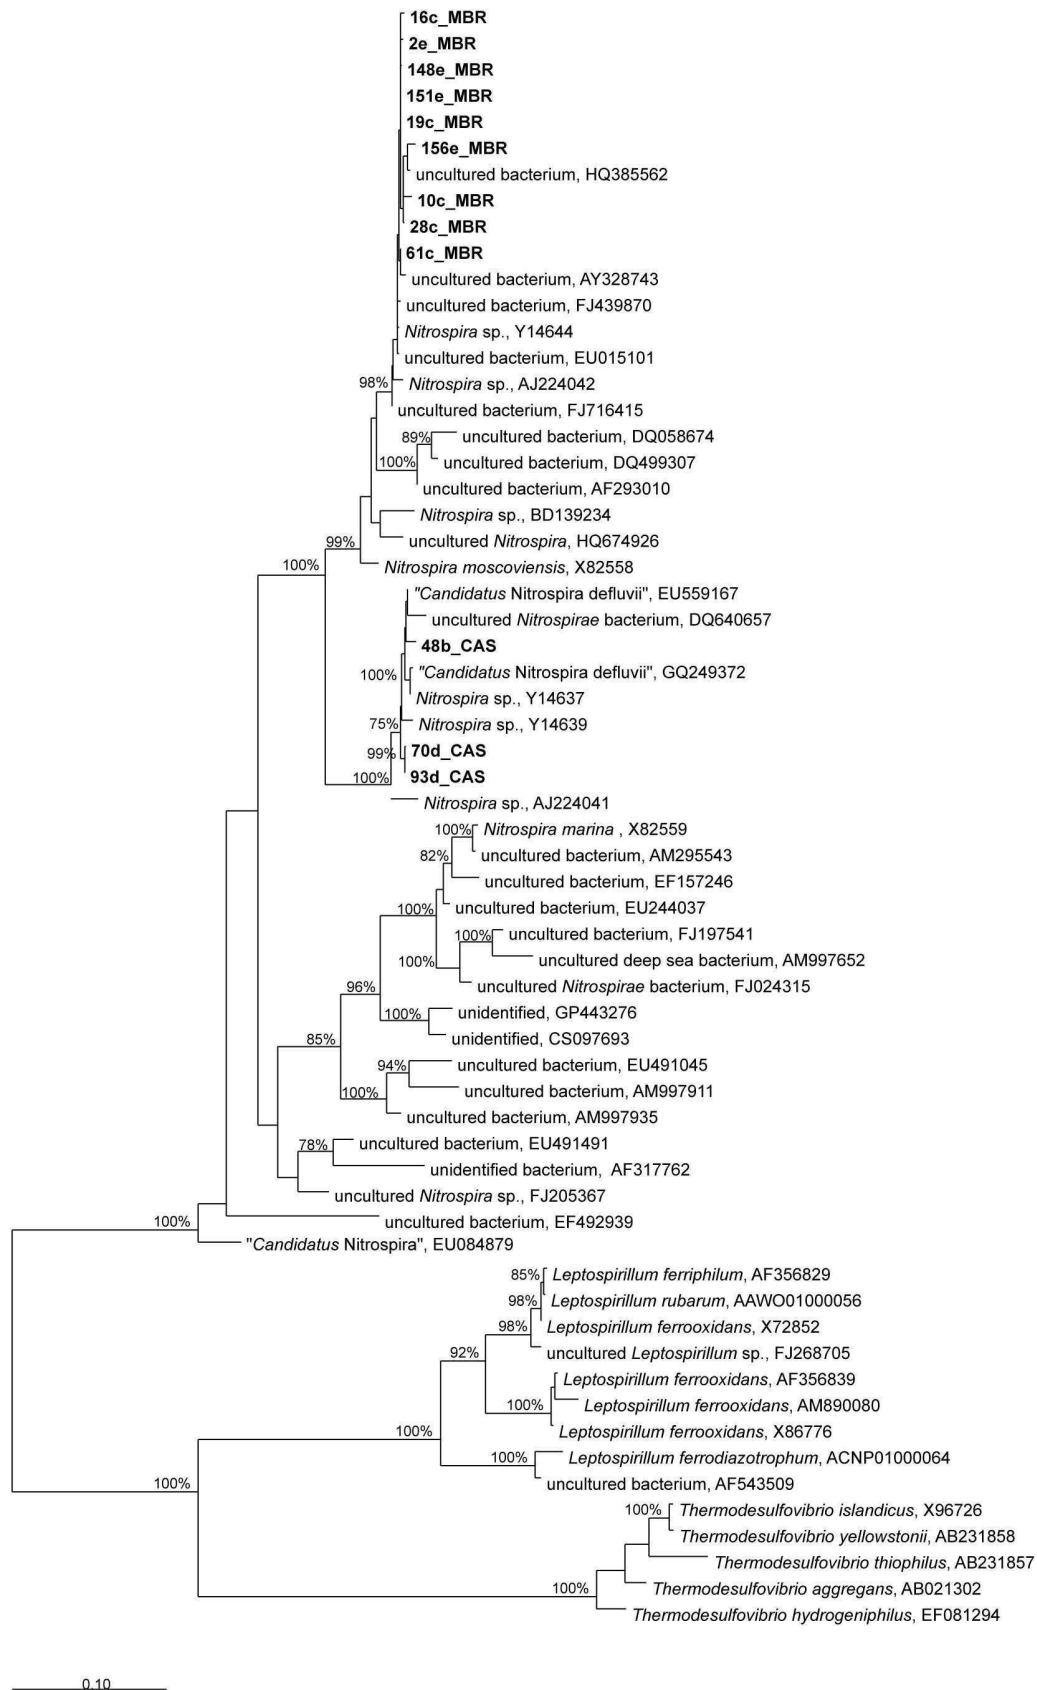 16c_MBR
2e_MBR
148e_MBR
151e_MBR
19c_MBR
156e_MBR
uncultured bacterium, HQ385562
10c_MBR
28c_MBR
61c_MBR
uncultured bacterium, AY328743
uncultured bacterium, FJ439870
Nitrospira sp., Y14644
uncultured bacterium, EU015101
98%
Nitrospira sp., AJ224042
uncultured bacterium, FJ716415
89%
uncultured bacterium, DQ058674
100%
uncultured bacterium, DQ499307
uncultured bacterium, AF293010
Nitrospira sp., BD139234
99%
uncultured Nitrospira, HQ674926
100%
Nitrospira moscoviensis, X82558
"Candidatus Nitrospira defluvii", EU559167
uncultured Nitrospirae bacterium, DQ640657
48b_CAS
100%
"Candidatus Nitrospira defluvii", GQ249372
Nitrospira sp., Y14637
75%
Nitrospira sp., Y14639
99%
70d_CAS
100%
93d_CAS
Nitrospira sp., AJ224041
100%
Nitrospira marina , X82559
82%
uncultured bacterium, AM295543
uncultured bacterium, EF157246
100%
uncultured bacterium, EU244037
100%
uncultured bacterium, FJ197541
100%
uncultured deep sea bacterium, AM997652
96%
uncultured Nitrospirae bacterium, FJ024315
100%
unidentified, GP443276
85%
unidentified, CS097693
94%
uncultured bacterium, EU491045
100%
uncultured bacterium, AM997911
uncultured bacterium, AM997935
78%
uncultured bacterium, EU491491
unidentified bacterium, AF317762
uncultured Nitrospira sp., FJ205367
100%
uncultured bacterium, EF492939
"Candidatus Nitrospira", EU084879
85%
Leptospirillum ferriphilum, AF356829
98%
Leptospirillum rubarum, AAWO01000056
98%
Leptospirillum ferrooxidans, X72852
92%
uncultured Leptospirillum sp., FJ268705
Leptospirillum ferrooxidans, AF356839
100%
Leptospirillum ferrooxidans, AM890080
100%
Leptospirillum ferrooxidans, X86776
100%
Leptospirillum ferrodiazotrophum, ACNP01000064
100%
uncultured bacterium, AF543509
100%
Thermodesulfovibrio islandicus, X96726
Thermodesulfovibrio yellowstonii, AB231858
Thermodesulfovibrio thiophilus, AB231857
100%
Thermodesulfovibrio aggregans, AB021302
Thermodesulfovibrio hydrogeniphilus, EF081294
0.10